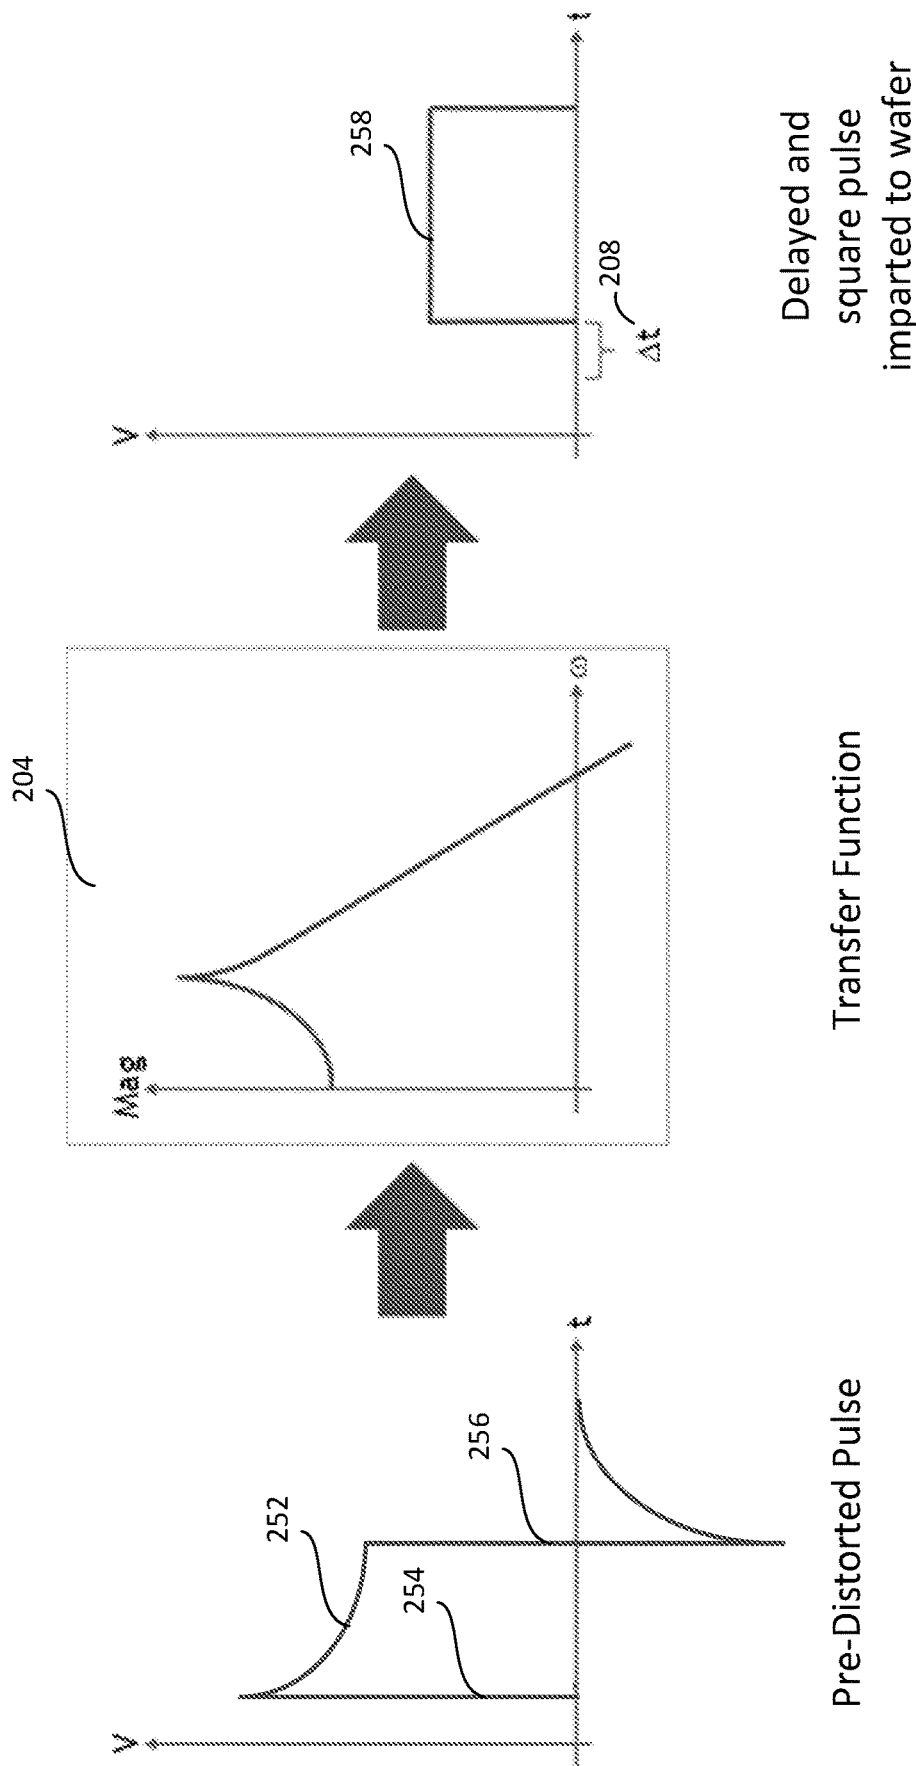 V
252
254
256
t
Pre-Distorted Pulse
204
Mag
ω
Transfer Function
V
258
t
Δt
208
Delayed and
square pulse
imparted to wafer